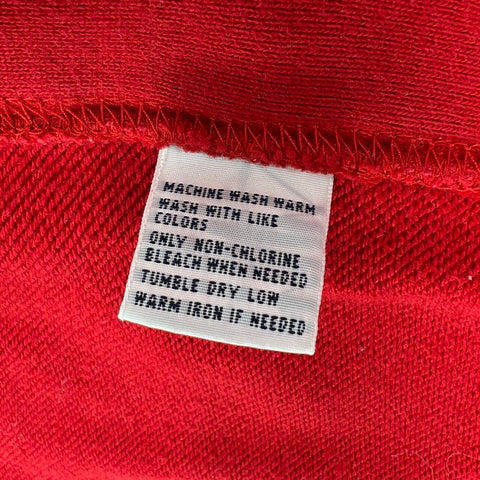 MACHINE WASH WARM
WASH WITH LIKE
COLORS
ONLY NON-CHLORINE
BLEACH WHEN NEEDED
TUMBLE DRY LOW
WARM IRON IF NEEDED